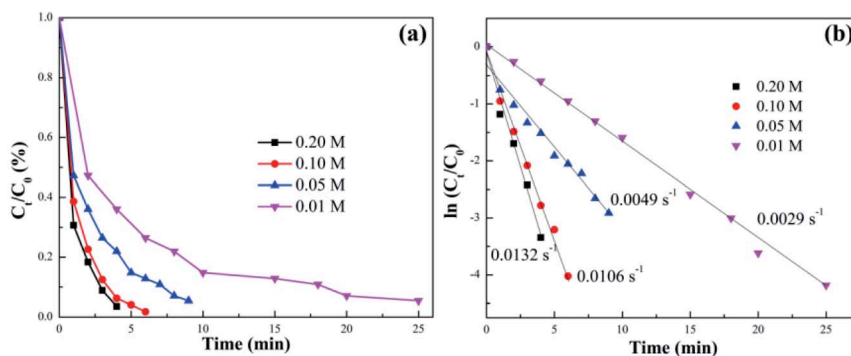 (a)
C_t/C_0 (%)
1.0
0.8
0.6
0.4
0.2
0.0
0.20 M
0.10 M
0.05 M
0.01 M
0 5 10 15 20 25
Time (min)
(b)
ln (C_t/C_0)
0
-1
-2
-3
-4
0.20 M
0.10 M
0.05 M
0.01 M
0.0049 s⁻¹
0.0029 s⁻¹
0.0132 s⁻¹
0.0106 s⁻¹
0 5 10 15 20 25
Time (min)